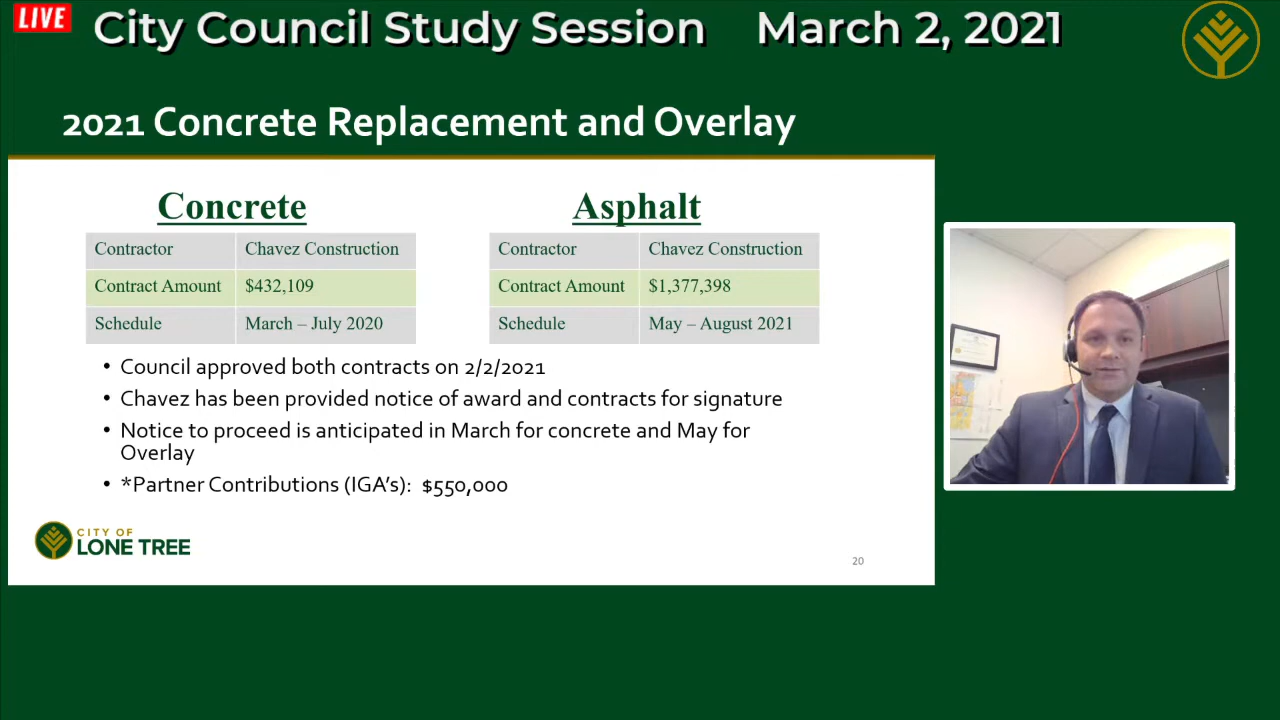 LIVE
City Council Study Session March 2, 2021
2021 Concrete Replacement and Overlay
Concrete
Contractor Chavez Construction
Contract Amount $432,109
Schedule March – July 2020
Asphalt
Contractor Chavez Construction
Contract Amount $1,377,398
Schedule May – August 2021
• Council approved both contracts on 2/2/2021
• Chavez has been provided notice of award and contracts for signature
• Notice to proceed is anticipated in March for concrete and May for
Overlay
• *Partner Contributions (IGA's): $550,000
CITY OF
LONE TREE
20